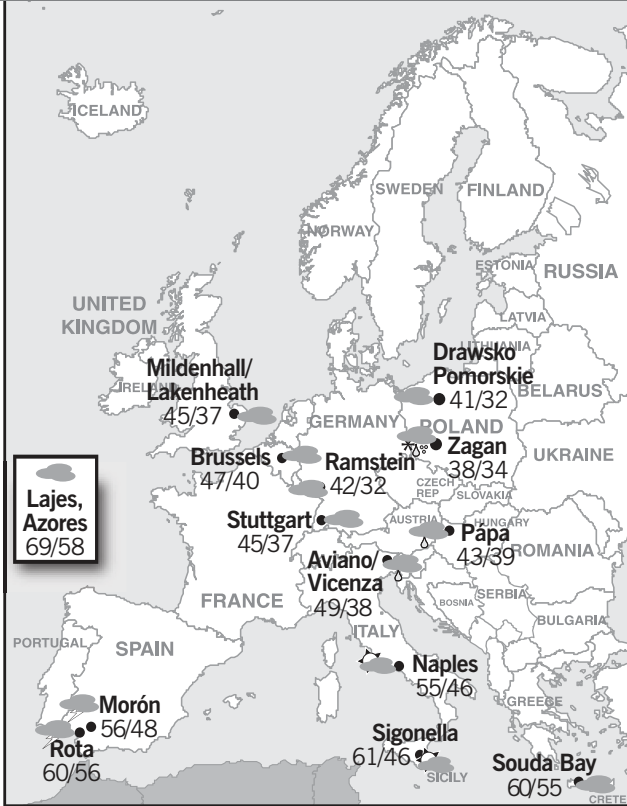 ICELAND
SWEDEN
FINLAND
NORWAY
ESTONIA
RUSSIA
LATVIA
LITHUANIA
UNITED
KINGDOM
IRELAND
Mildenhall/
Lakenheath
45/37
Drawsko
Pomorskie
41/32
BELARUS
GERMANY
POLAND
Zagan
38/34
UKRAINE
Brussels
47/40
Ramstein
42/32
CZECH
REP
SLOVAKIA
Lajes,
Azores
69/58
Stuttgart
45/37
AUSTRIA
HUNGARY
Pápa
43/39
ROMANIA
Aviano/
Vicenza
49/38
FRANCE
BOSNIA
SERBIA
BULGARIA
ITALY
PORTUGAL
SPAIN
Naples
55/46
GREECE
Morón
56/48
Rota
60/56
Sigonella
61/46
SICILY
Souda Bay
60/55
CRETE